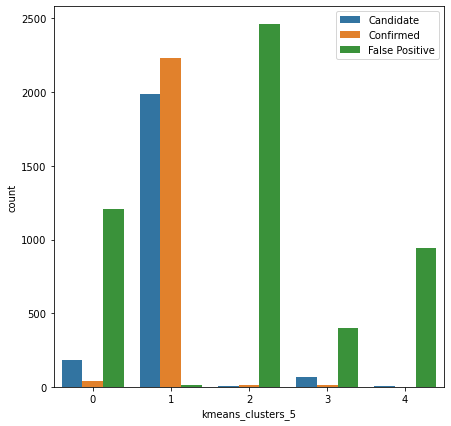 2500
2000
1500
1000
500
0
count
Candidate
Confirmed
False Positive
0 1 2 3 4
kmeans_clusters_5